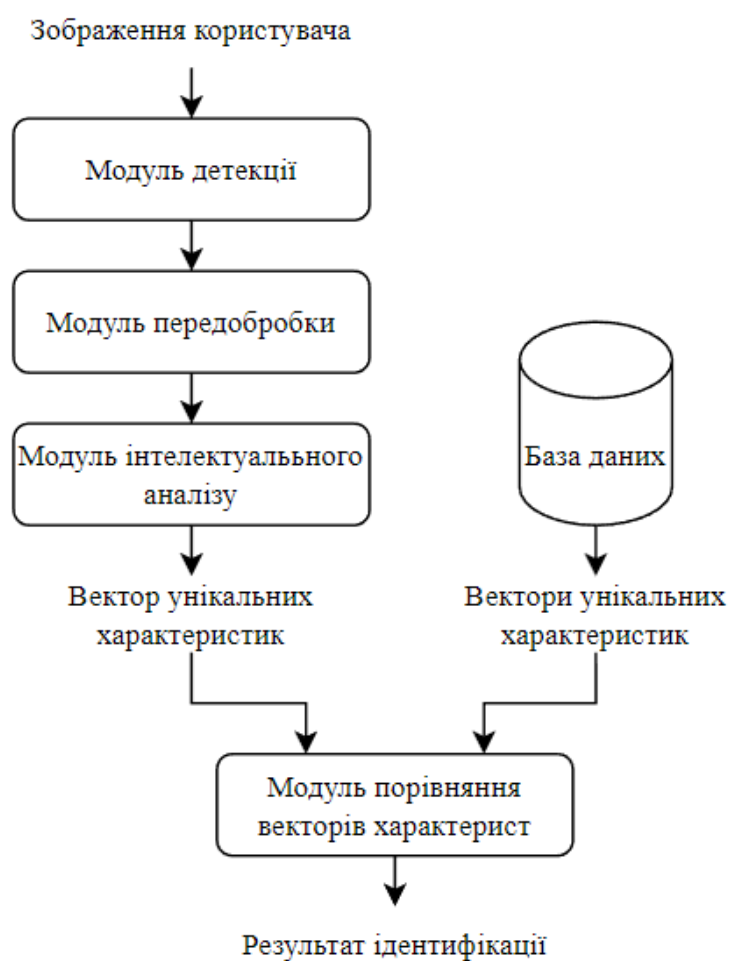 Зображення користувача
Модуль детекції
Модуль передобробки
Модуль інтелектуальього
аналізу
База даних
Вектор унікальних
характеристик
Вектори унікальних
характеристик
Модуль порівняння
векторів характерист
Результат ідентифікації